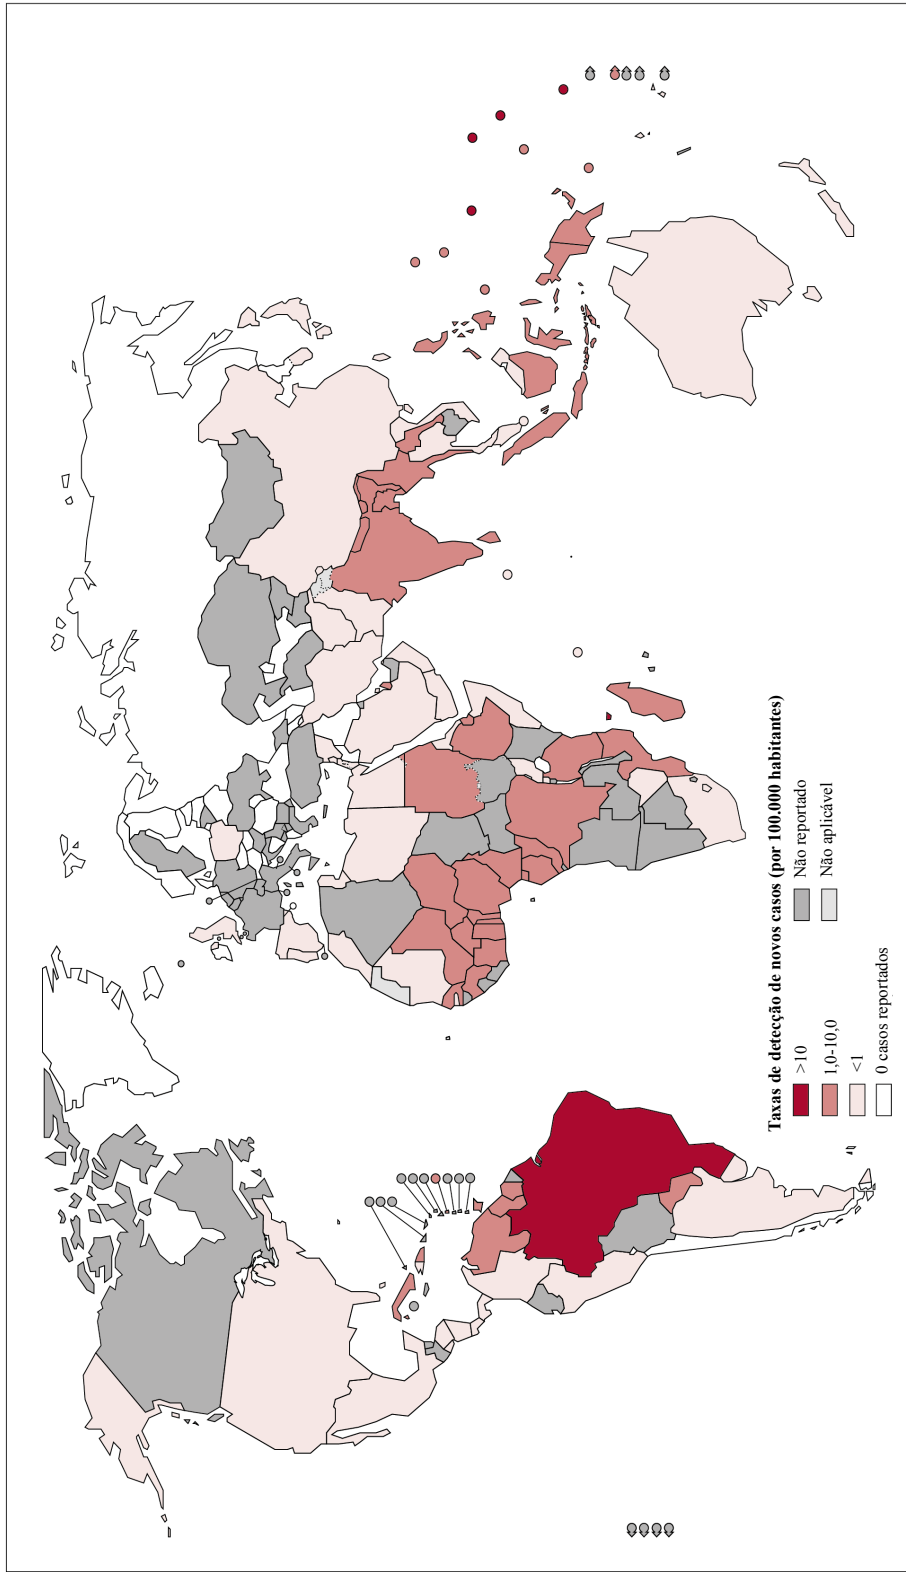 Taxas de detecção de novos casos (por 100.000 habitantes)
>10
1,0-10,0
<1
0 casos reportados
Não reportado
Não aplicável